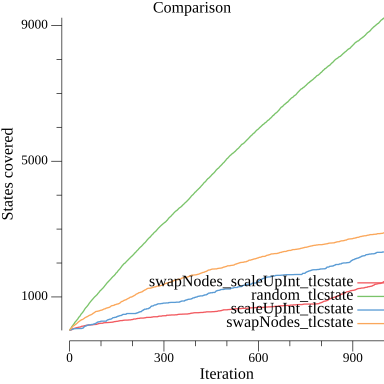 Comparison
9000
5000
1000
States covered
swapNodes_scaleUpInt_tlcstate
random_tlcstate
scaleUpInt_tlcstate
swapNodes_tlcstate
0
300
600
900
Iteration